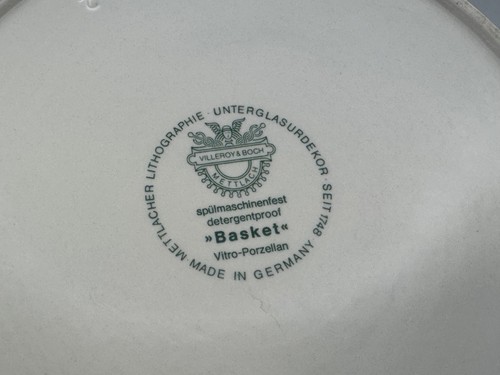 METTLACHER LITHOGRAPHIE · UNTERGLASURDEKOR · SEIT 1748
VILLEROY & BOCH
METTLACH
spülmaschinenfest
detergentproof
»Basket«
Vitro-Porzellan
MADE IN GERMANY